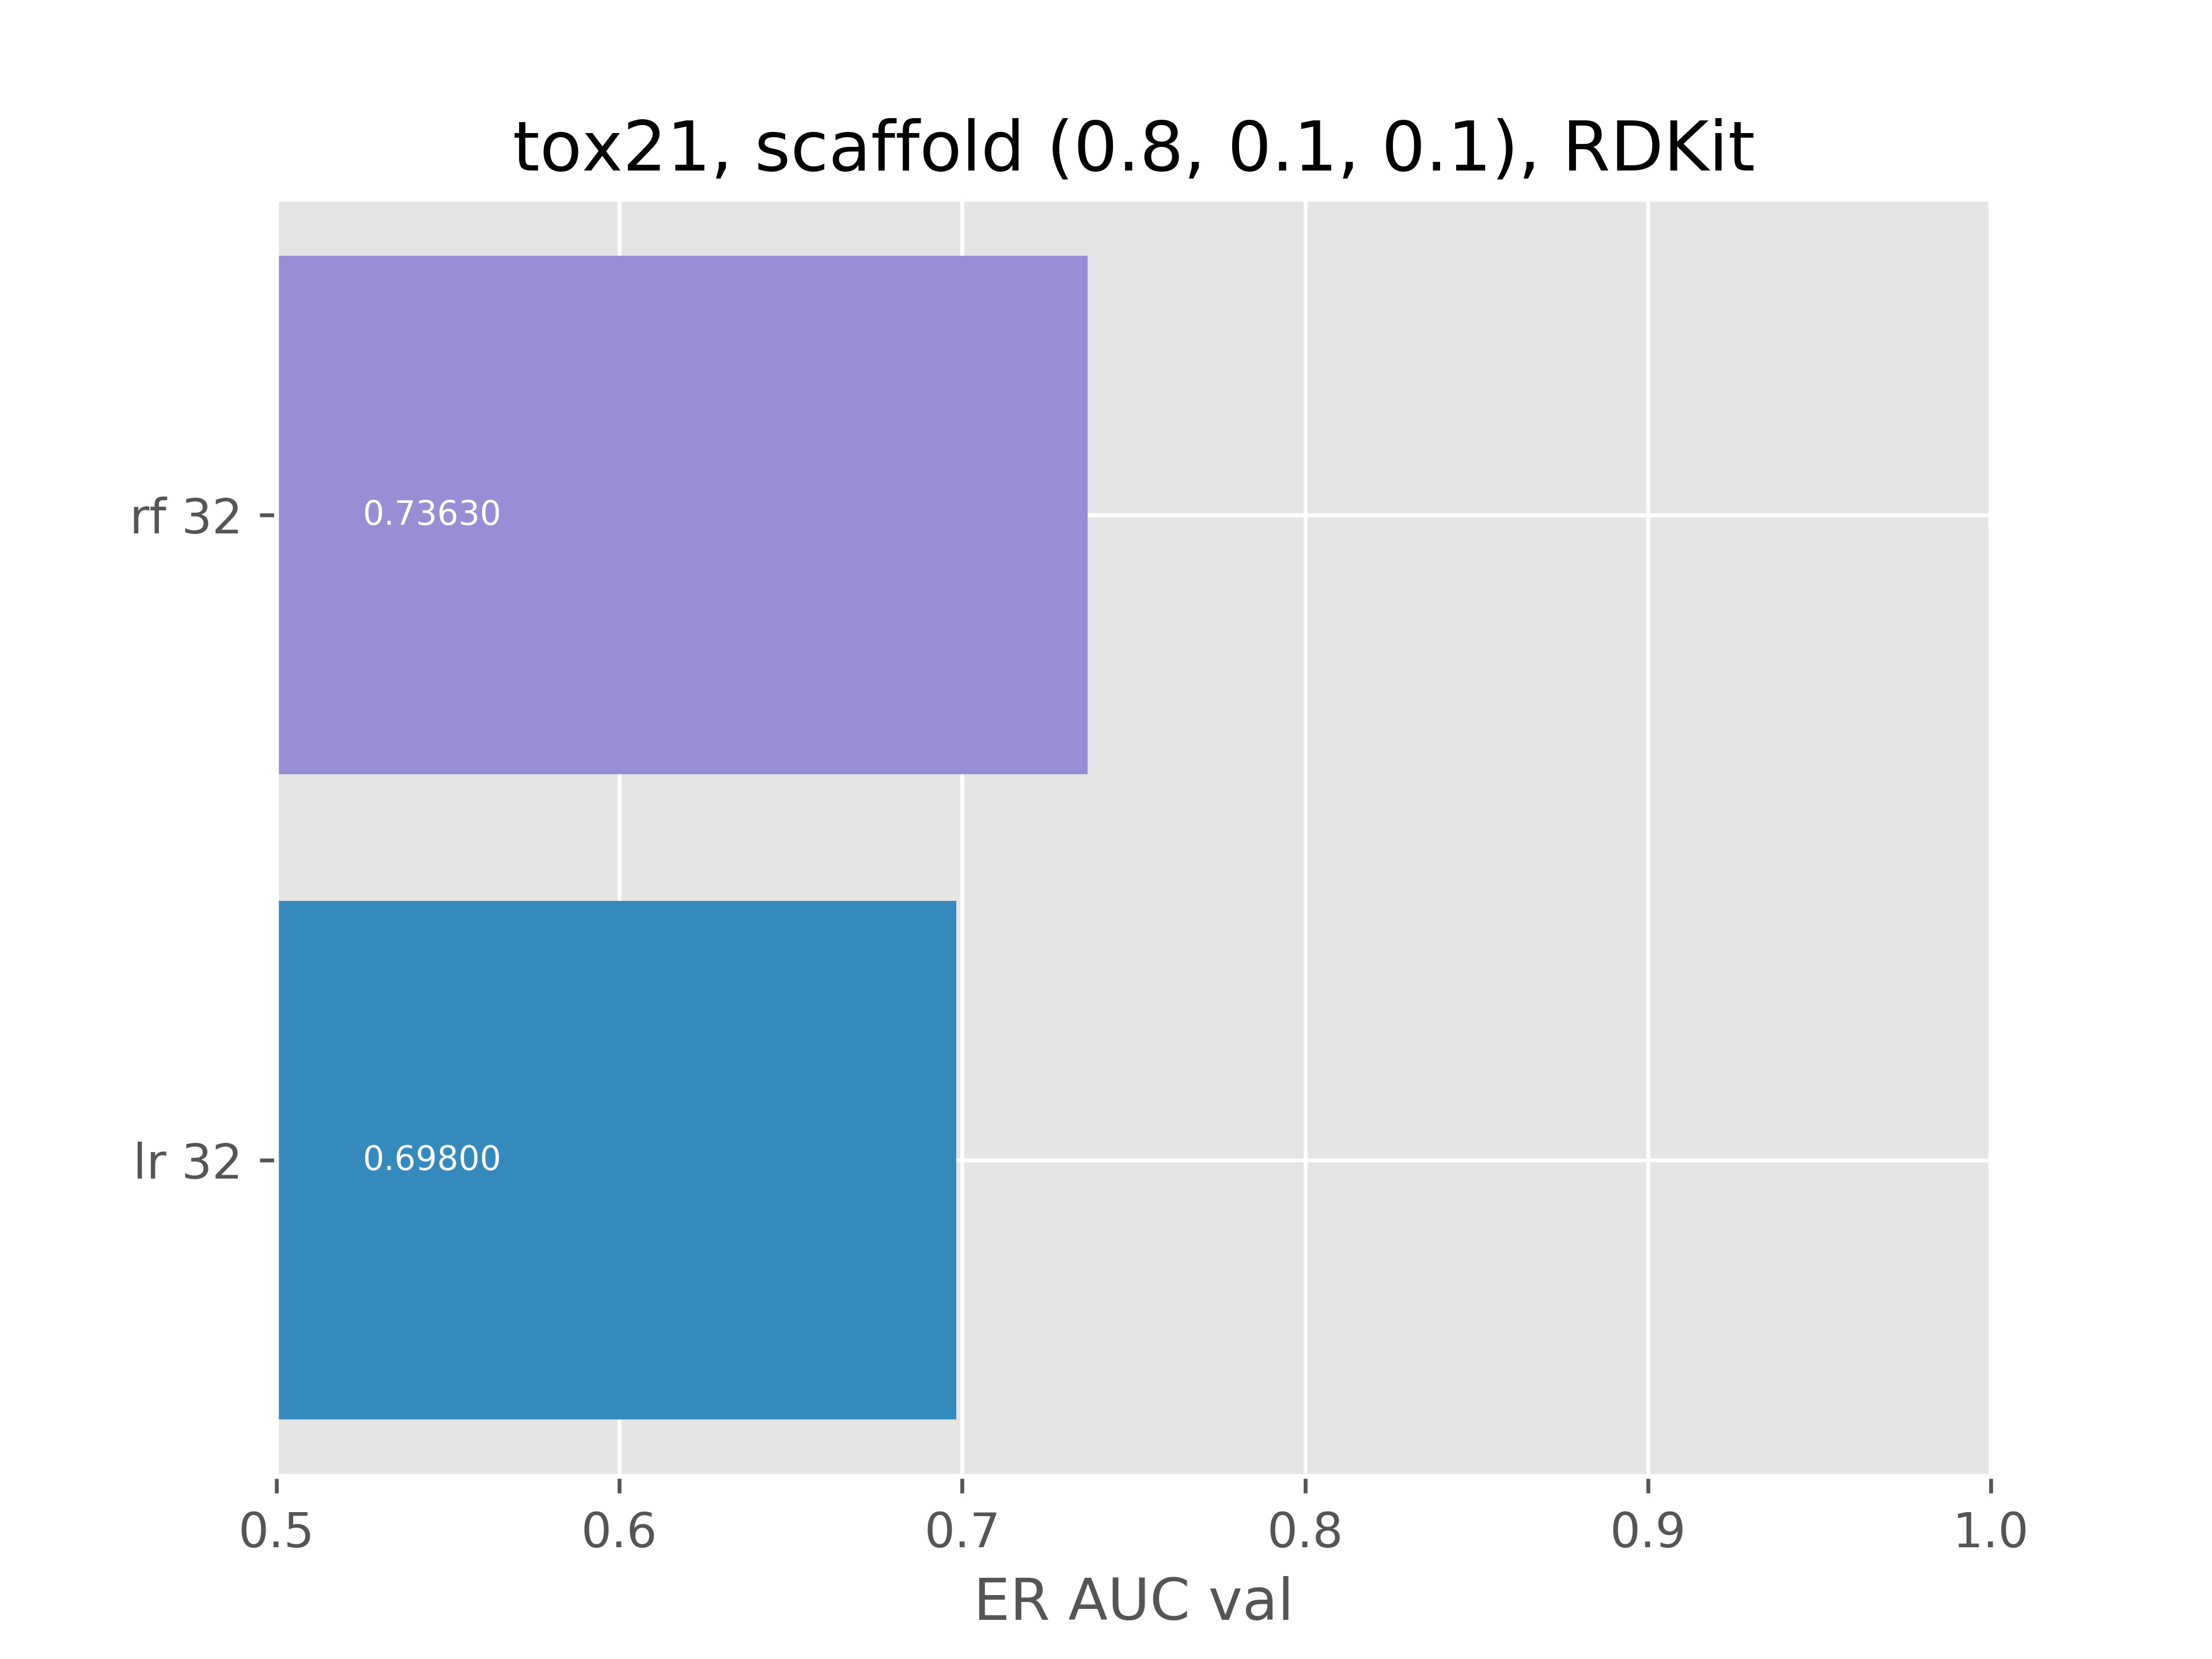 tox21, scaffold (0.8, 0.1, 0.1), RDKit
rf 32
0.73630
lr 32
0.69800
0.5 0.6 0.7 0.8 0.9 1.0
ER AUC val